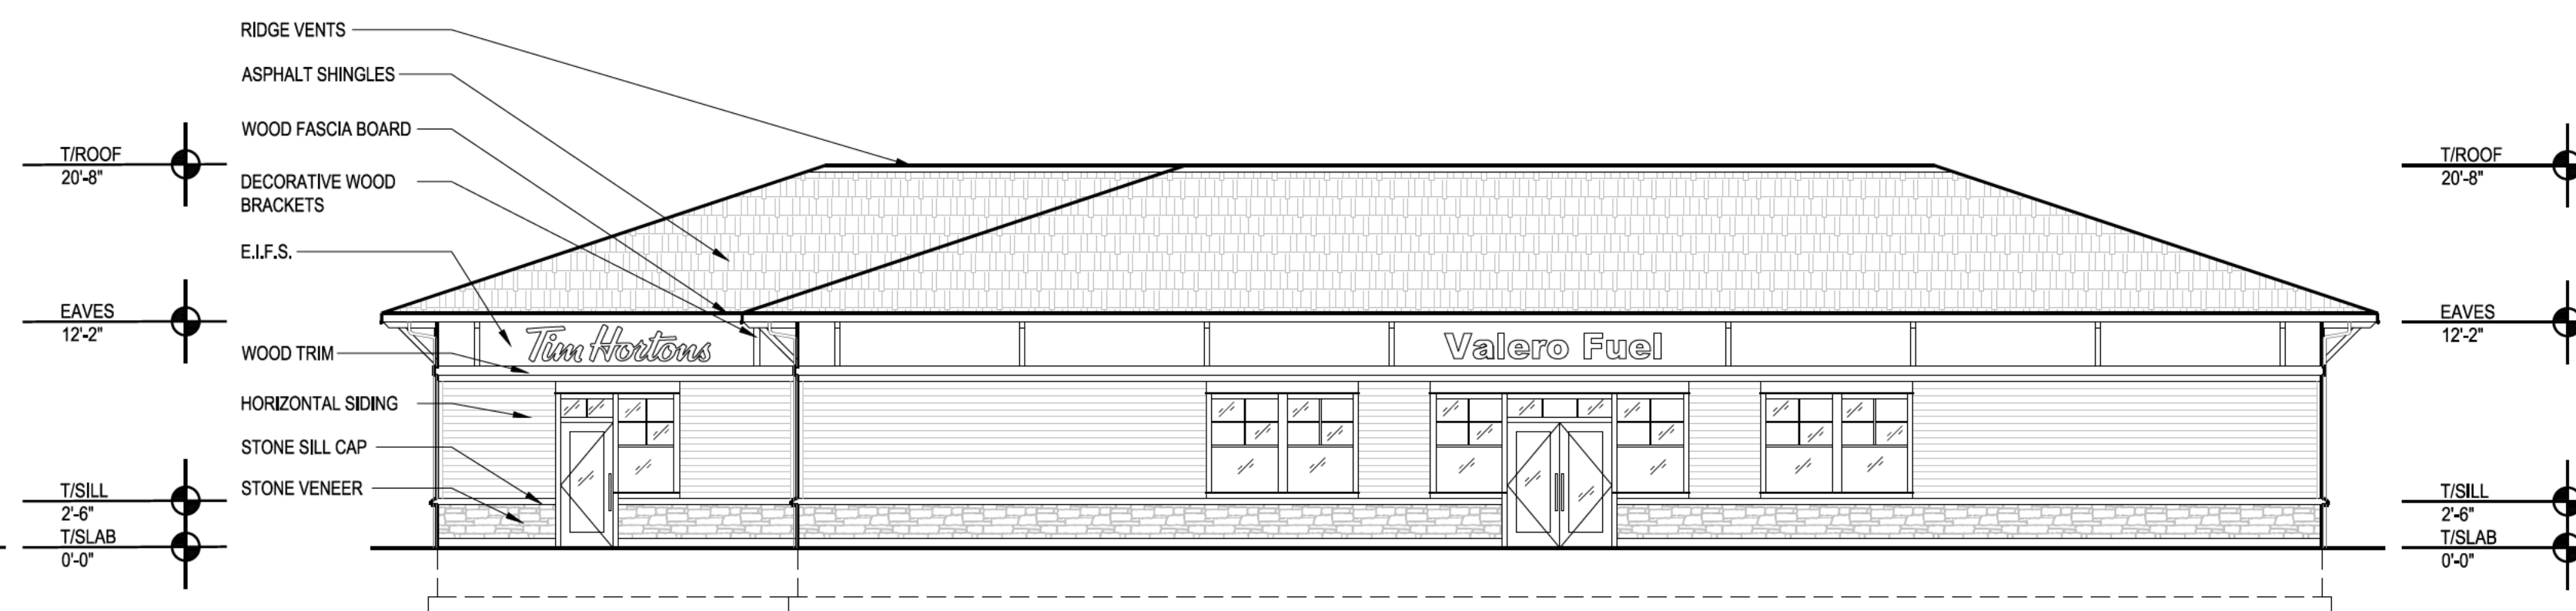 RIDGE VENTS
ASPHALT SHINGLES
WOOD FASCIA BOARD
T/ROOF
20'-8"
DECORATIVE WOOD
BRACKETS
E.I.F.S.
EAVES
12'-2"
WOOD TRIM
HORIZONTAL SIDING
STONE SILL CAP
STONE VENEER
T/SILL
2'-6"
T/SLAB
0'-0"
Tim Hortons
Valero Fuel
T/ROOF
20'-8"
EAVES
12'-2"
T/SILL
2'-6"
T/SLAB
0'-0"